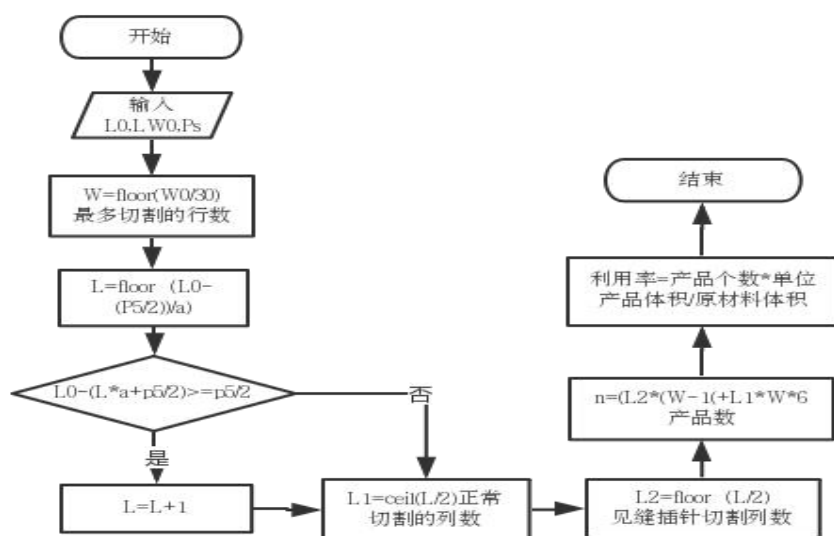 开始
输入
L0,L,W0,Ps
W=floor(W0/30)
最多切割的行数
L=floor (L0-
(P5/2))/a)
L0-(L*a+p5/2)>=p5/2
否
是
L=L+1
L1=ceil(L/2)正常
切割的列数
L2=floor (L/2)
见缝插针切割列数
n=(L2*(W-1(+L1*W*6
产品数
利用率=产品个数*单位
产品体积/原材料体积
结束